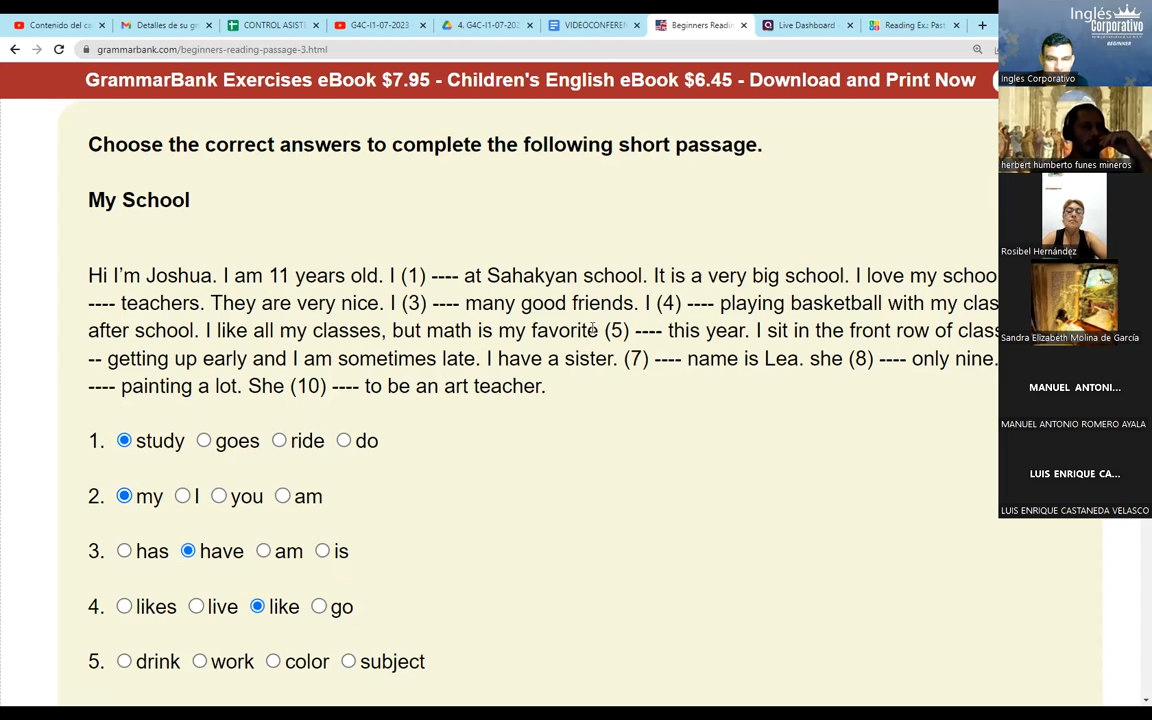 Contenido del ca
Detalles de su gr
CONTROL ASIST
G4C-I1-07-2023
4. G4C-I1-07-202
VIDEOCONFEREN
Beginners Readin
Live Dashboard -
Reading Ex.: Past
grammarbank.com/beginners-reading-passage-3.html
GrammarBank Exercises eBook $7.95 - Children's English eBook $6.45 - Download and Print Now
Choose the correct answers to complete the following short passage.
My School
Hi I'm Joshua. I am 11 years old. I (1) ---- at Sahakyan school. It is a very big school. I love my schoo
---- teachers. They are very nice. I (3) ---- many good friends. I (4) ---- playing basketball with my clas
after school. I like all my classes, but math is my favorite (5) ---- this year. I sit in the front row of clas
-- getting up early and I am sometimes late. I have a sister. (7) ---- name is Lea. she (8) ---- only nine.
---- painting a lot. She (10) ---- to be an art teacher.
1. study goes ride do
2. my I you am
3. has have am is
4. likes live like go
5. drink work color subject
Inglés
Corporativo
BEGINNER
Ingles Corporativo
herbert humberto funes mineros
Rosibel Hernández
Sandra Elizabeth Molina de García
MANUEL ANTONI...
MANUEL ANTONIO ROMERO AYALA
LUIS ENRIQUE CA...
LUIS ENRIQUE CASTANEDA VELASCO